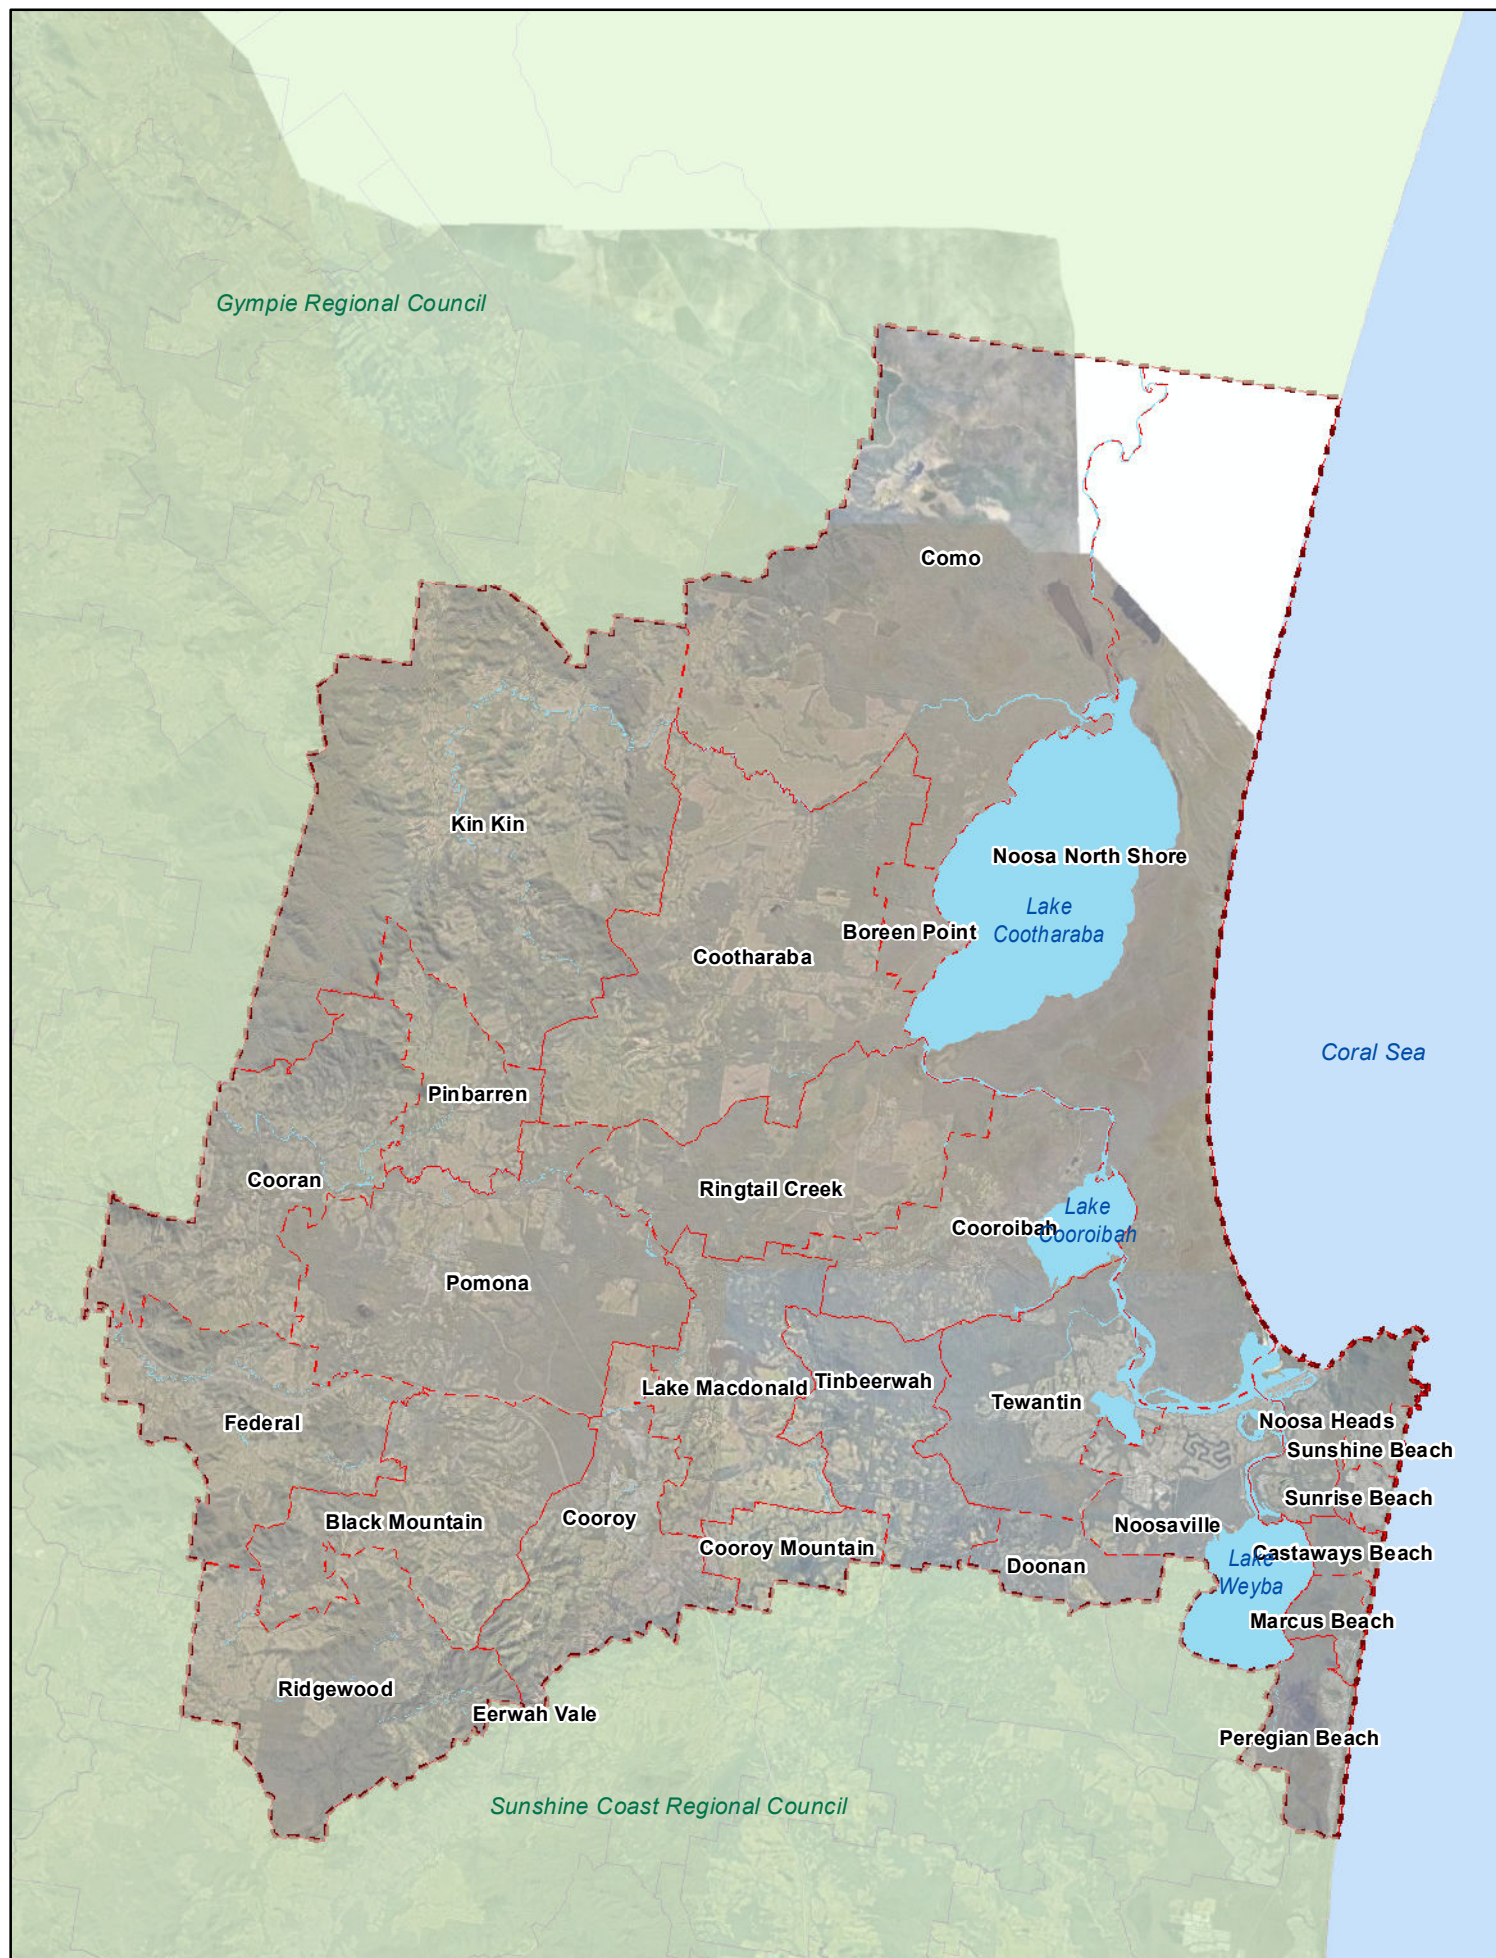 Gympie Regional Council
Como
Kin Kin
Noosa North Shore
Lake
Cootharaba
Boreen Point
Cootharaba
Coral Sea
Pinbarren
Cooran
Ringtail Creek
Lake
Cooroibah
Cooroibah
Pomona
Lake Macdonald
Tinbeerwah
Tewantin
Federal
Noosa Heads
Sunshine Beach
Sunrise Beach
Black Mountain
Cooroy
Noosaville
Cooroy Mountain
Castaways Beach
Lake
Weyba
Doonan
Marcus Beach
Ridgewood
Eerwah Vale
Peregian Beach
Sunshine Coast Regional Council